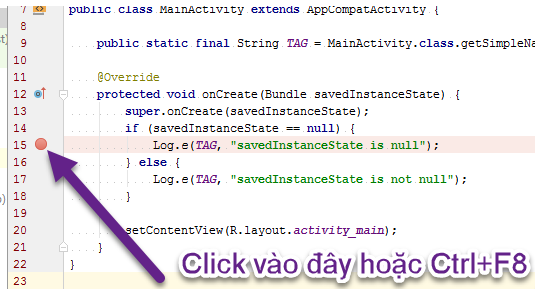 7 public class MainActivity extends AppCompatActivity {
8
9 public static final String TAG = MainActivity.class.getSimpleNa
10
11 @Override
12 protected void onCreate(Bundle savedInstanceState) {
13 super.onCreate(savedInstanceState);
14 if (savedInstanceState == null) {
15 Log.e(TAG, "savedInstanceState is null");
16 } else {
17 Log.e(TAG, "savedInstanceState is not null");
18 }
19
20 setContentView(R.layout.activity_main);
21 }
22 }
23
Click vào đây hoặc Ctrl+F8